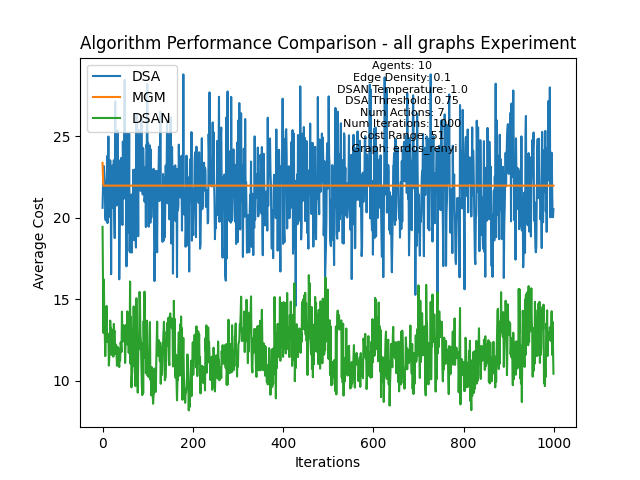 Algorithm Performance Comparison - all graphs Experiment
DSA
MGM
DSAN
Agents: 10
Edge Density: 0.1
DSAN Temperature: 1.0
DSA Threshold: 0.75
Num Actions: 7
Num Iterations: 1000
Cost Range: 51
Graph: erdos_renyi
Average Cost
25
20
15
10
0 200 400 600 800 1000
Iterations